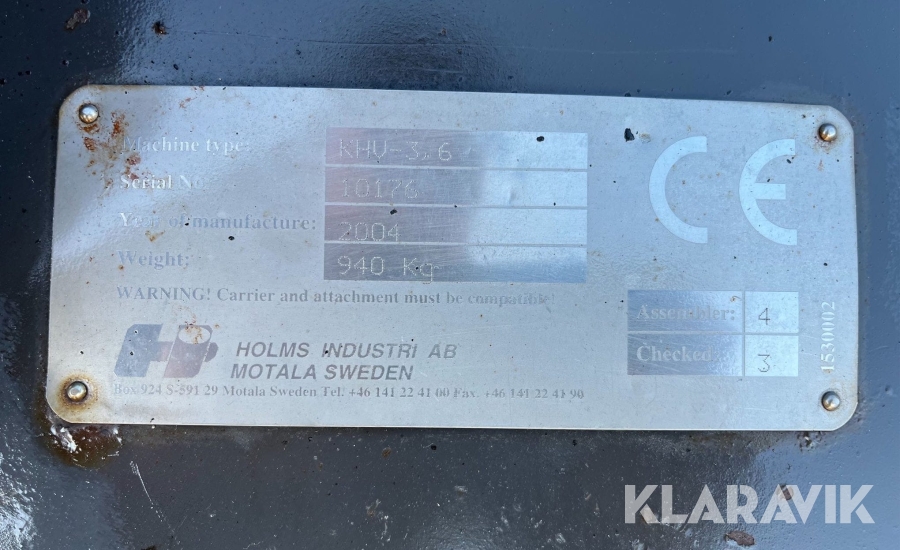 Machine type: KHV-3,6
Serial No: 10176
Year of manufacture: 2004
Weight: 940 Kg
WARNING! Carrier and attachment must be compatible!
CE
Assembler: 4
Checked: 3
1530002
HOLMS INDUSTRI AB
MOTALA SWEDEN
Box 924 S-591 29 Motala Sweden Tel. +46 141 22 41 00 Fax. +46 141 22 41 90
KLARAVIK